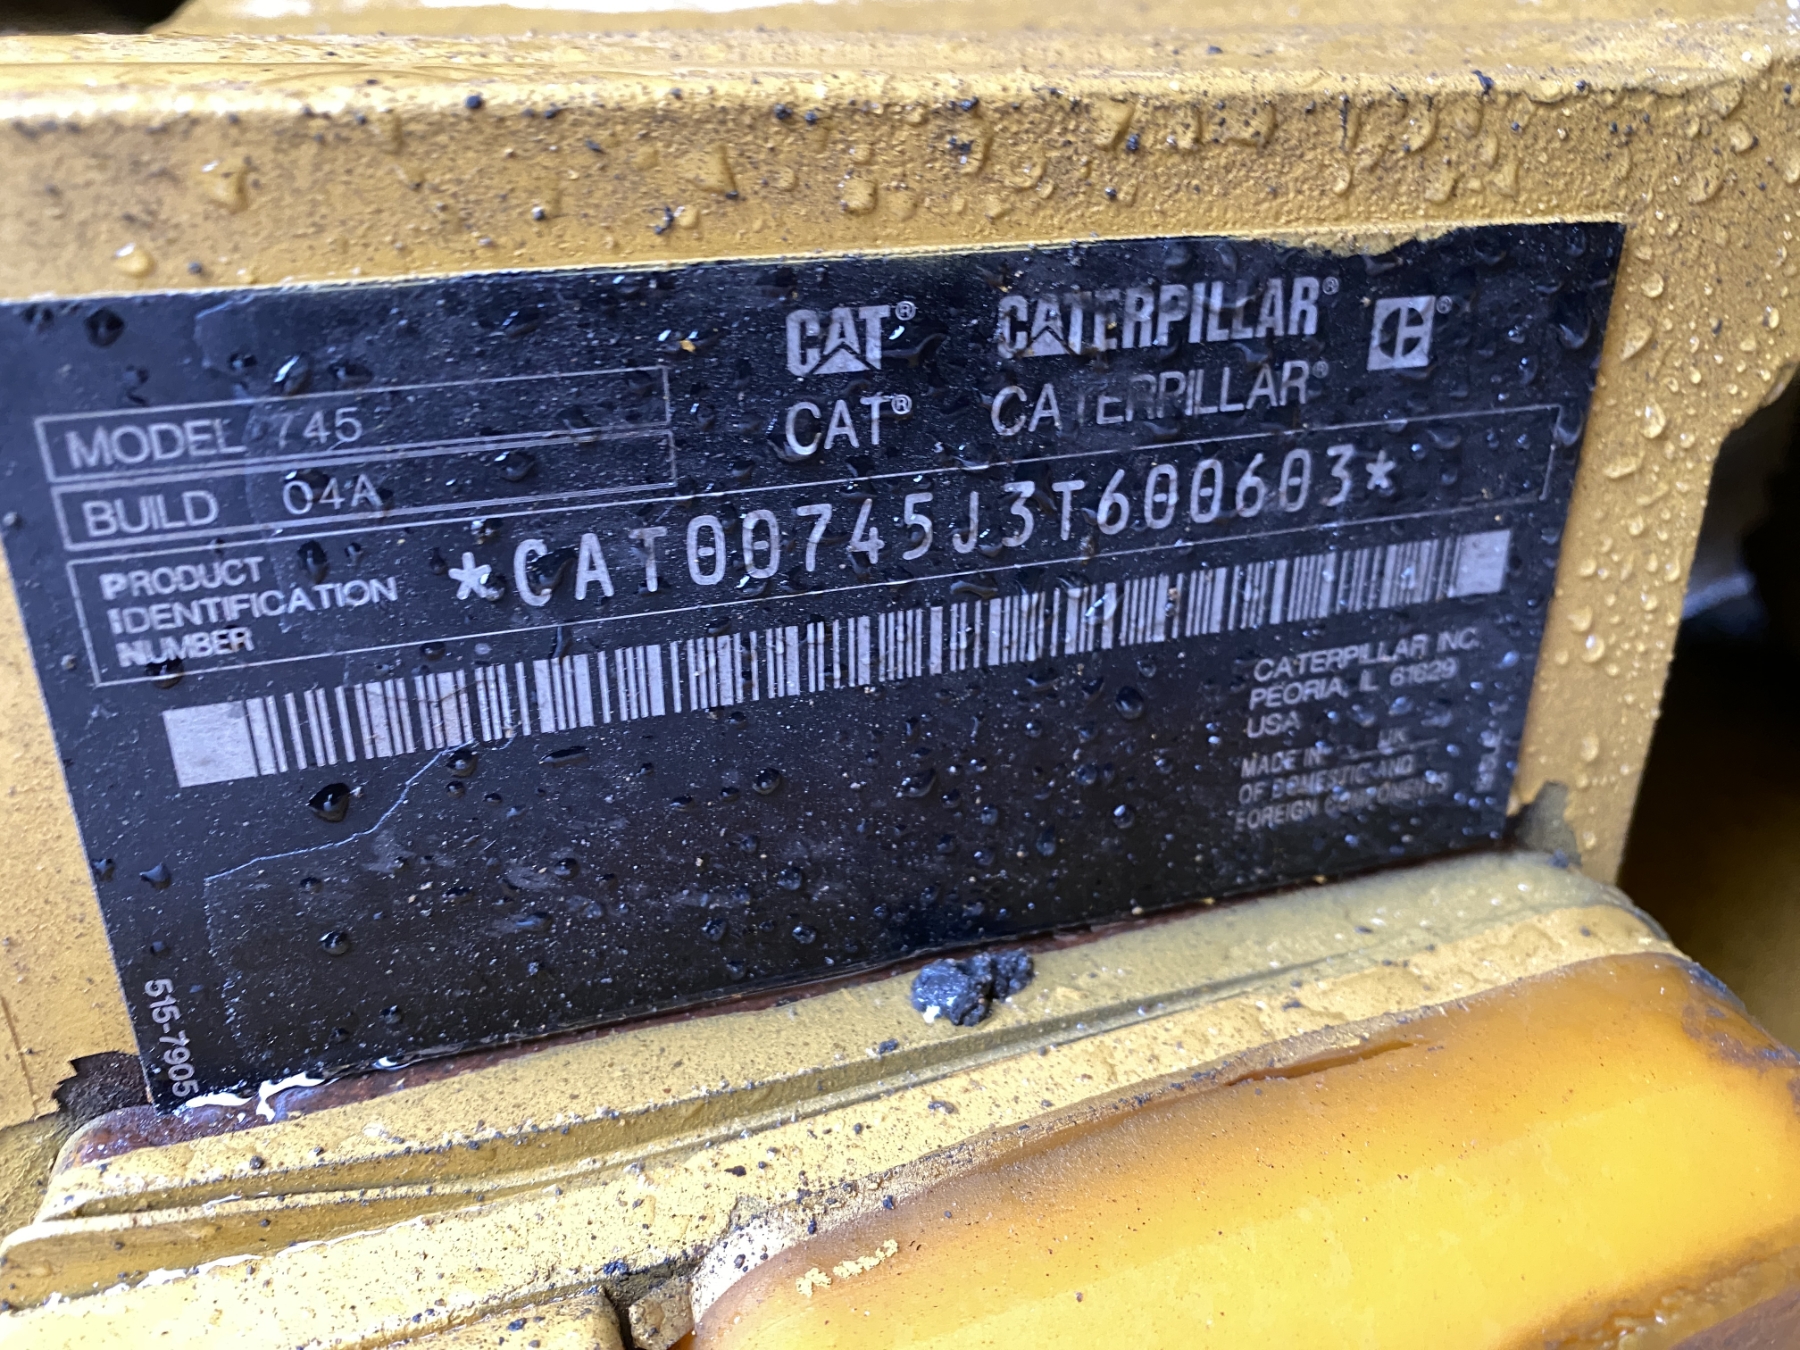 CAT® CATERPILLAR®
CAT® CATERPILLAR®
MODEL 745
BUILD 04A
PRODUCT
IDENTIFICATION
NUMBER
*CAT00745J3T600603*
CATERPILLAR INC.
PEORIA, IL 61629
USA
MADE IN UK
OF DOMESTIC AND
FOREIGN COMPONENTS
515-7905